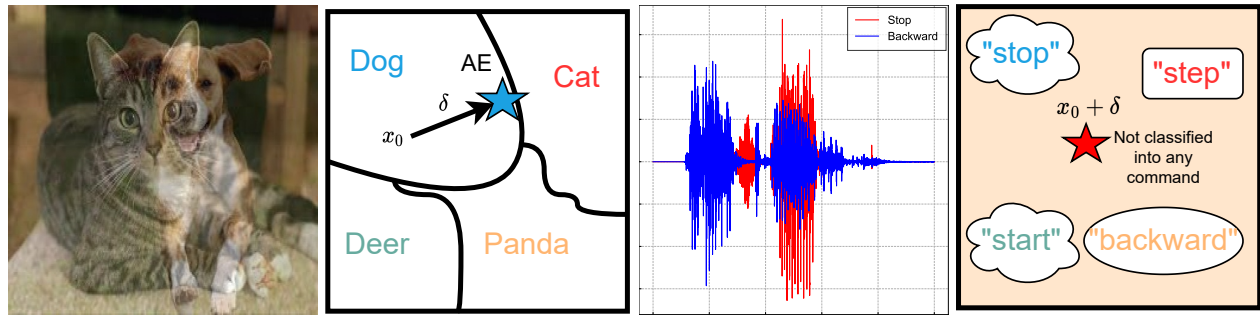 Dog
AE
Cat
δ
x₀
Deer
Panda
Stop
Backward
"stop"
"step"
x₀ + δ
Not classified
into any
command
"start"
"backward"